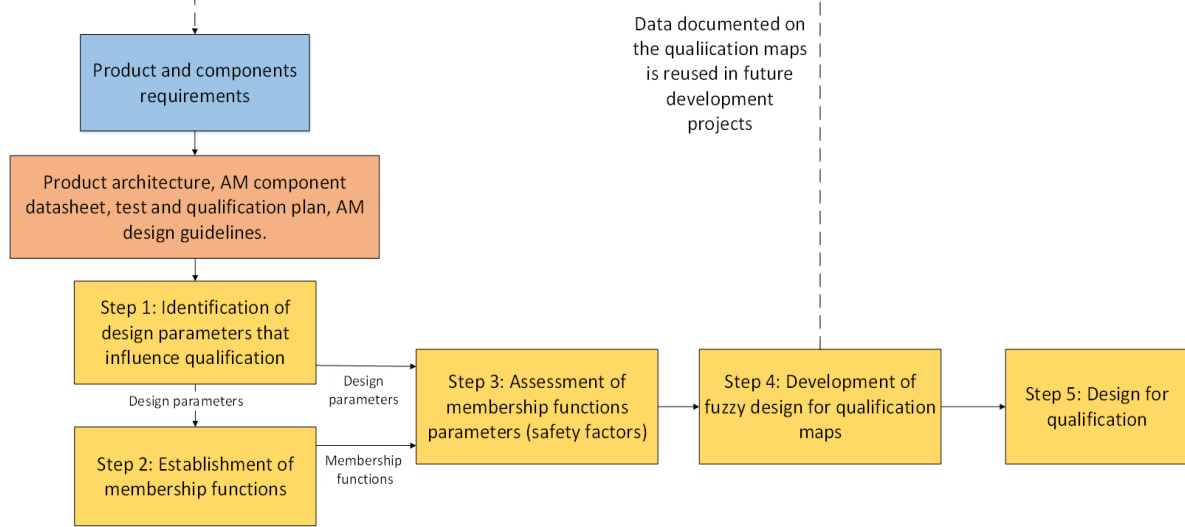 Product and components
requirements
Data documented on
the qualiication maps
is reused in future
development
projects
Product architecture, AM component
datasheet, test and qualification plan, AM
design guidelines.
Step 1: Identification of
design parameters that
influence qualification
Design parameters
Design
parameters
Step 2: Establishment of
membership functions
Membership
functions
Step 3: Assessment of
membership functions
parameters (safety factors)
Step 4: Development of
fuzzy design for qualification
maps
Step 5: Design for
qualification